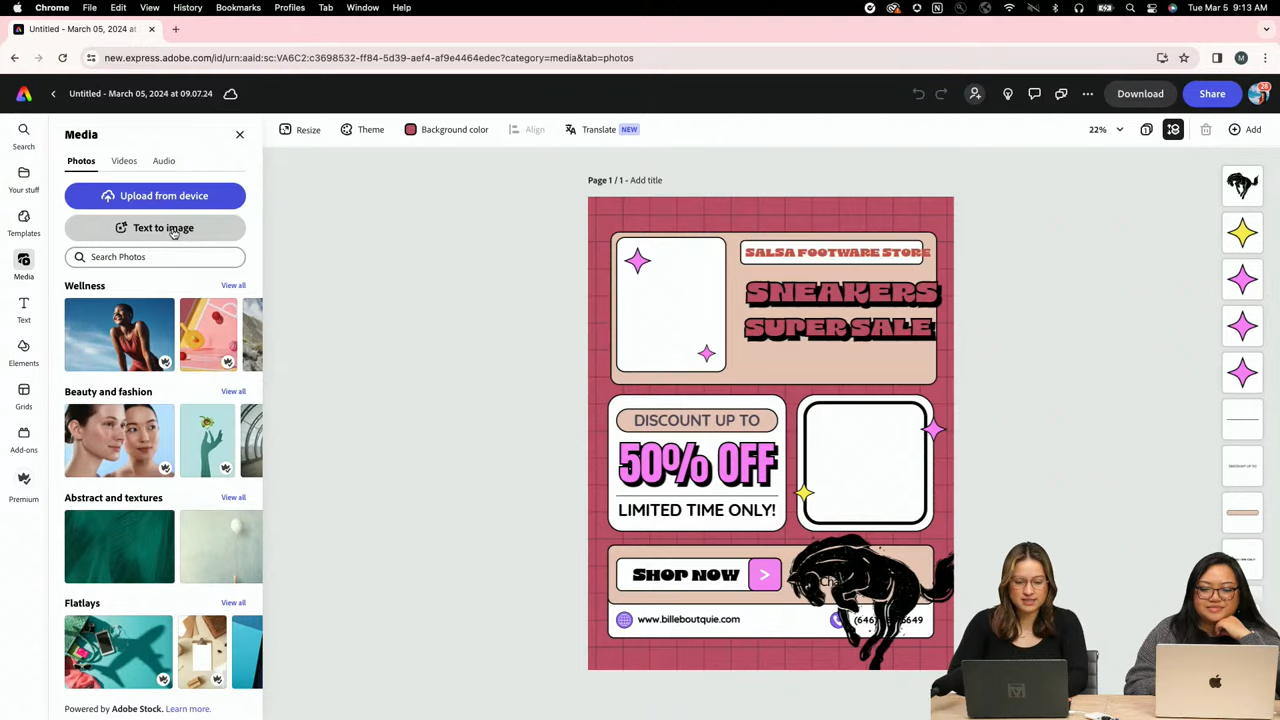 Chrome File Edit View History Bookmarks Profiles Tab Window Help
Tue Mar 5 9:13 AM
Untitled - March 05, 2024 at
new.express.adobe.com/id/urn:aaid:sc:VA6C2:c3698532-ff84-5d39-aef4-af9e4464edec?category=media&tab=photos
M
Untitled - March 05, 2024 at 09.07.24
Download
Share
28
Search
Your stuff
Templates
Media
Text
Elements
Grids
Add-ons
Premium
Media
Photos Videos Audio
Upload from device
Text to image
Search Photos
Wellness View all
Beauty and fashion View all
Abstract and textures View all
Flatlays View all
Powered by Adobe Stock. Learn more.
Resize Theme Background color Align Translate NEW
22%
1
Add
Page 1 / 1 - Add title
SALSA FOOTWARE STORE
SNEAKERS
SUPER SALE
DISCOUNT UP TO
50% OFF
LIMITED TIME ONLY!
SHOP NOW >
www.billeboutquie.com
DISCOUNT UP TO